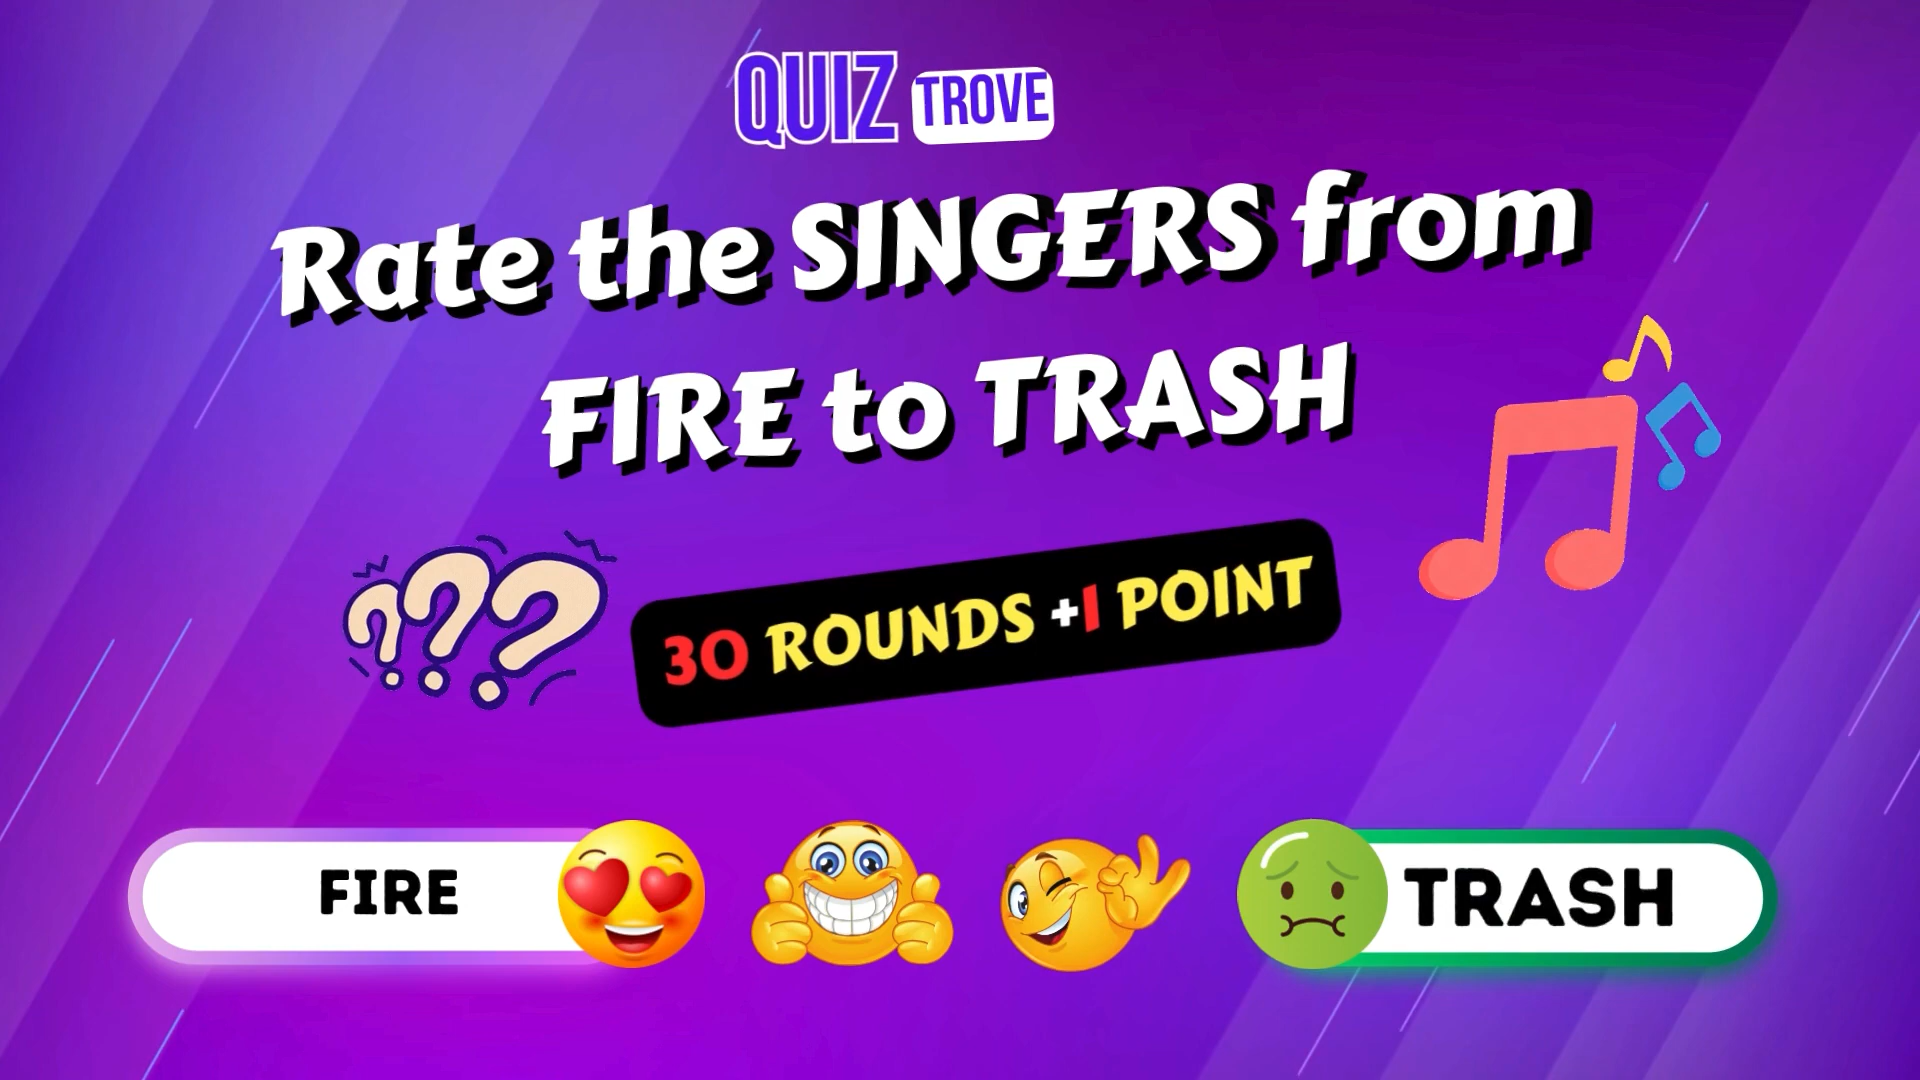 QUIZ TROVE
Rate the SINGERS from
FIRE to TRASH
???
30 ROUNDS +1 POINT
FIRE
TRASH